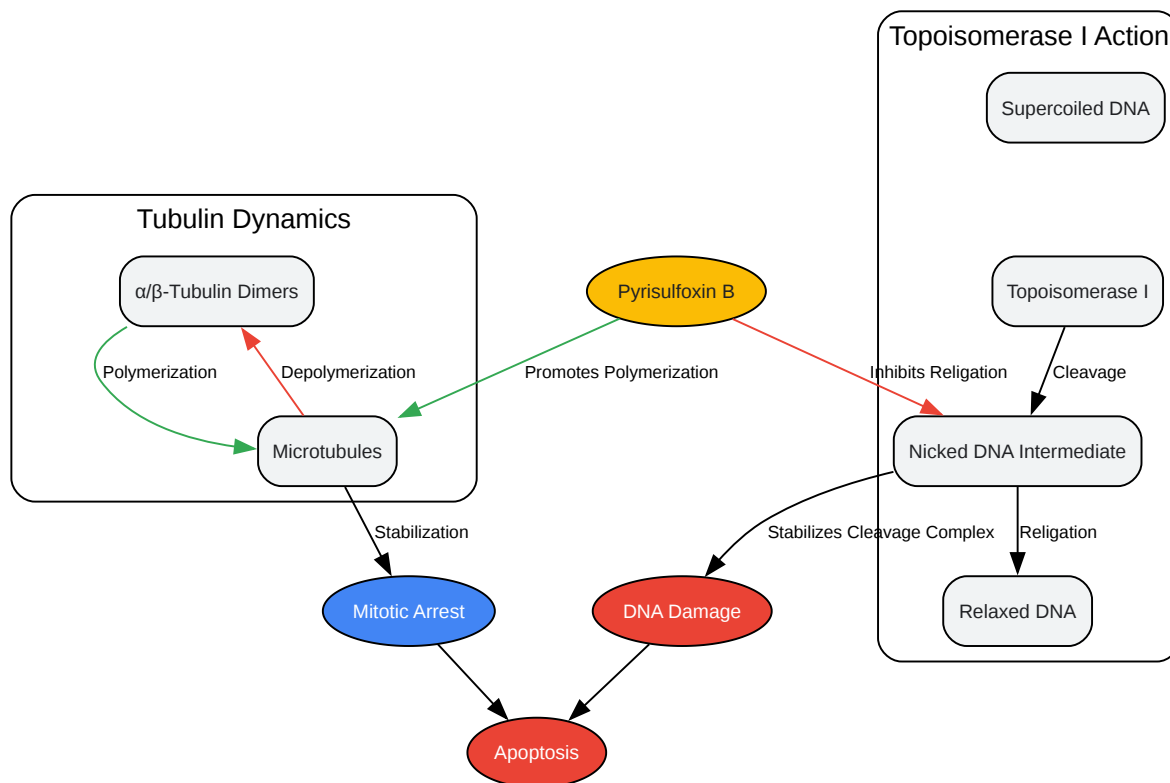 Topoisomerase I Action
Supercoiled DNA
Tubulin Dynamics
α/β-Tubulin Dimers
Pyrisulfoxin B
Topoisomerase I
Polymerization
Depolymerization
Promotes Polymerization
Inhibits Religation
Cleavage
Microtubules
Nicked DNA Intermediate
Stabilization
Stabilizes Cleavage Complex
Religation
Mitotic Arrest
DNA Damage
Relaxed DNA
Apoptosis